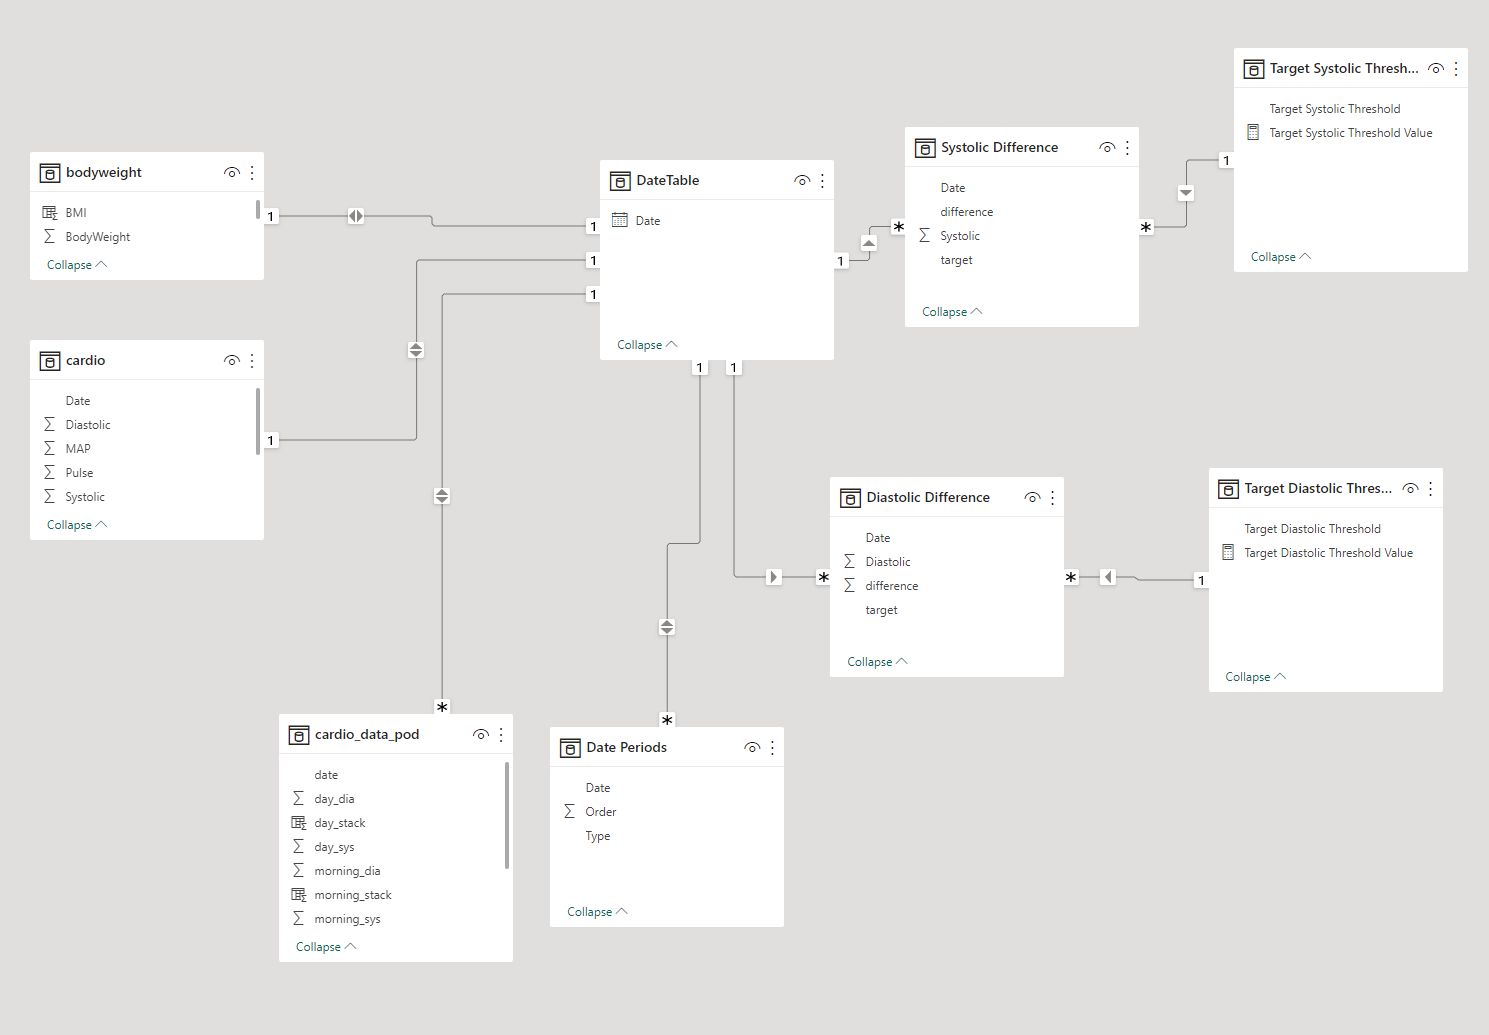 bodyweight
BMI
BodyWeight
Collapse
1
1
cardio
Date
Diastolic
MAP
Pulse
Systolic
Collapse
1
1
1
DateTable
Date
Collapse
1
1
1
*
Systolic Difference
Date
difference
Systolic
target
Collapse
*
1
Target Systolic Thresh...
Target Systolic Threshold
Target Systolic Threshold Value
Collapse
*
Diastolic Difference
Date
Diastolic
difference
target
Collapse
*
1
Target Diastolic Thres...
Target Diastolic Threshold
Target Diastolic Threshold Value
Collapse
*
cardio_data_pod
date
day_dia
day_stack
day_sys
morning_dia
morning_stack
morning_sys
Collapse
*
Date Periods
Date
Order
Type
Collapse